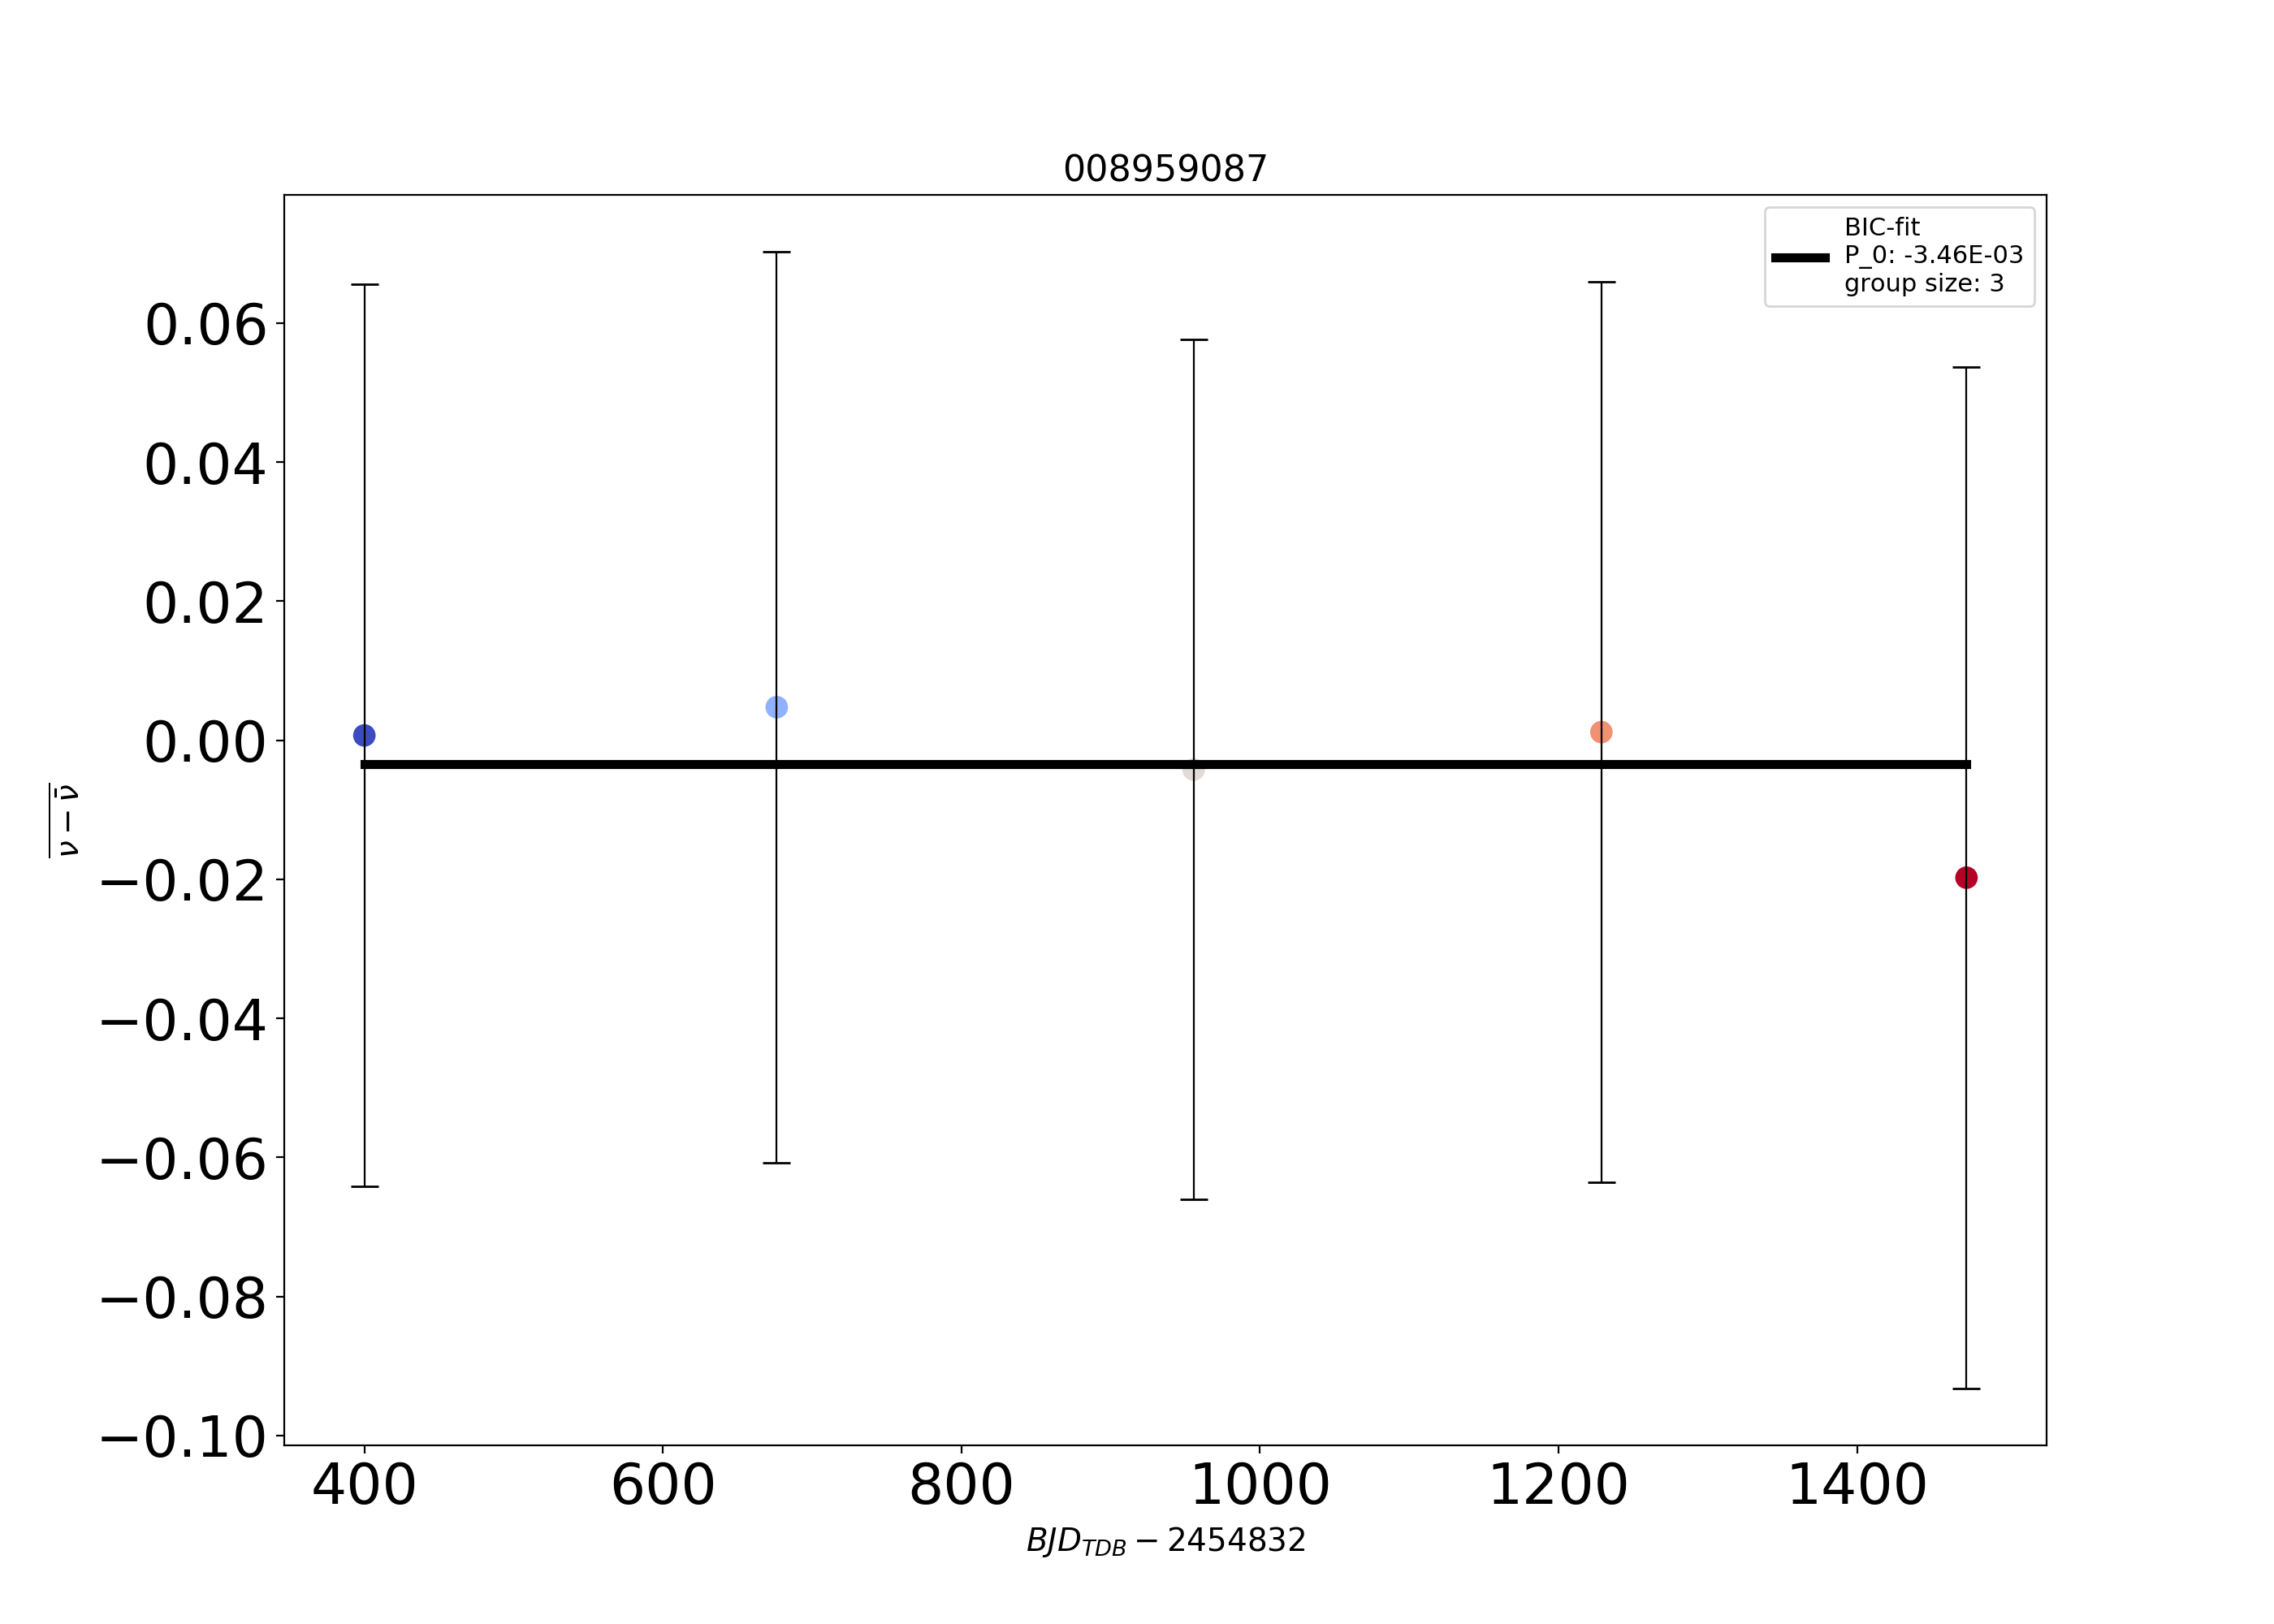 008959087
BIC-fit
P_0: -3.46E-03
group size: 3
0.06
0.04
0.02
0.00
−0.02
−0.04
−0.06
−0.08
−0.10
ν − ν̄
400 600 800 1000 1200 1400
BJD_TDB − 2454832